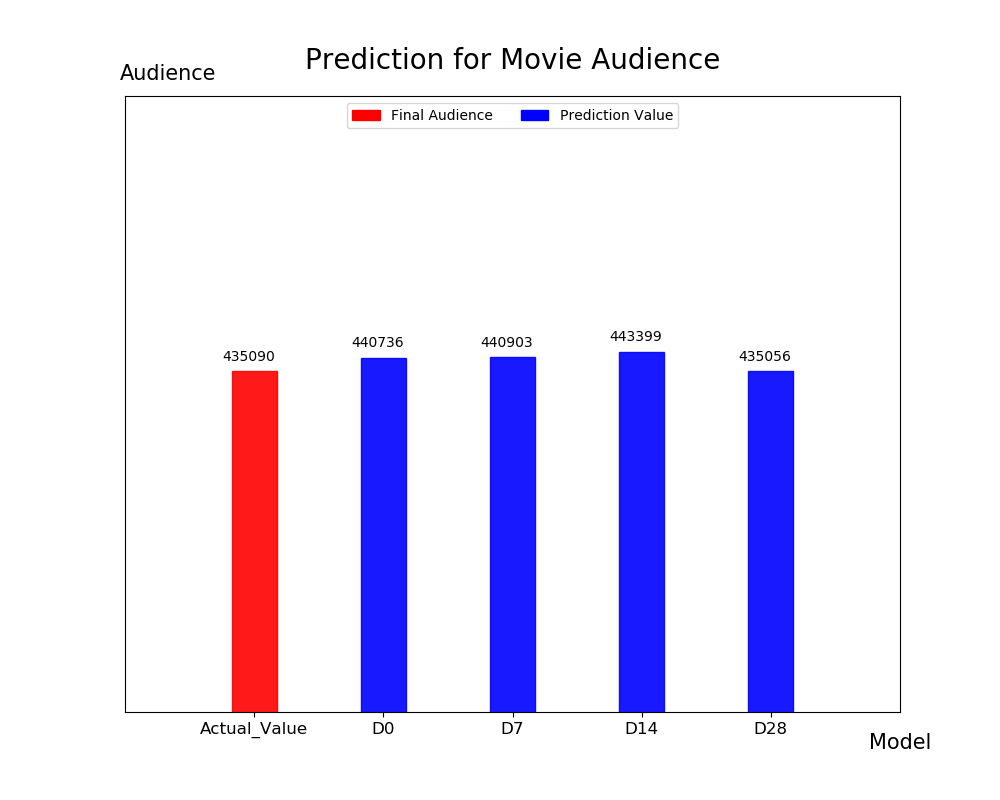 Prediction for Movie Audience
Audience
Final Audience
Prediction Value
435090
440736
440903
443399
435056
Actual_Value
D0
D7
D14
D28
Model